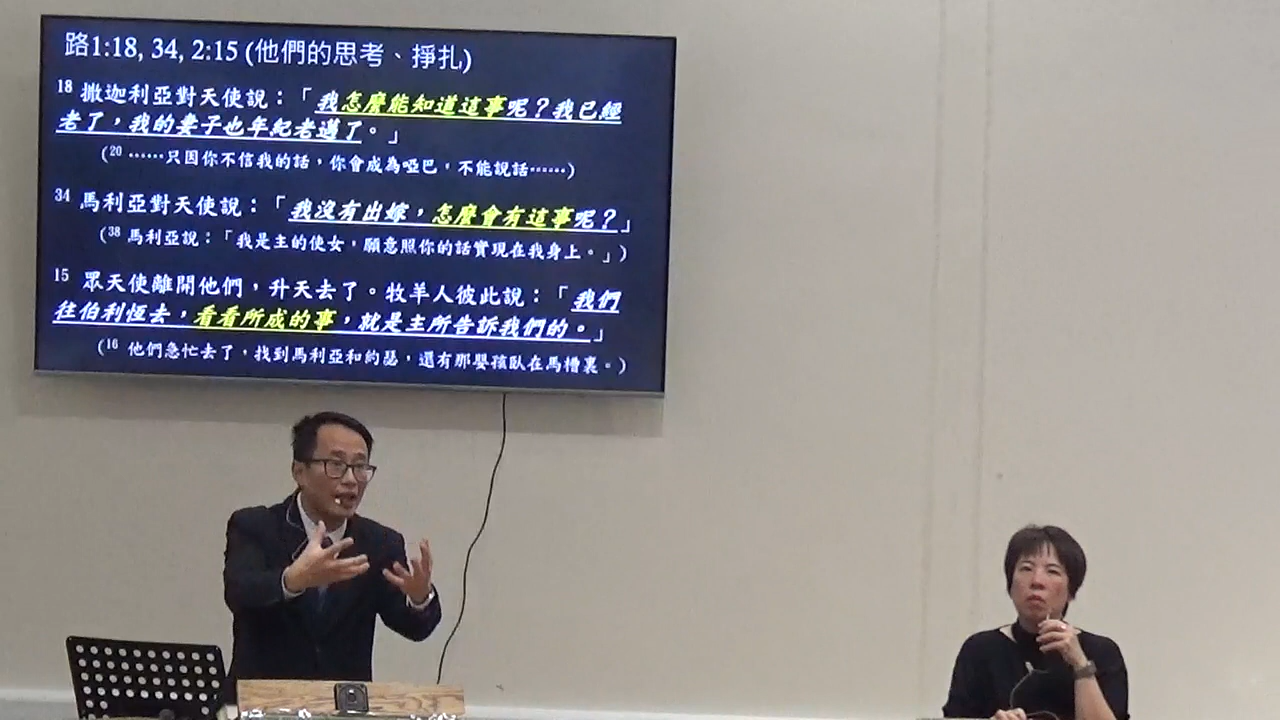 路1:18, 34, 2:15 (他們的思考、掙扎)
18 撒迦利亞對天使說：「我怎麼能知道這事呢？我已經
老了，我的妻子也年紀老邁了。」
(20 ……只因你不信我的話，你會成為啞巴，不能說話……)
34 馬利亞對天使說：「我沒有出嫁，怎麼會有這事呢？」
(38 馬利亞說：「我是主的使女，願意照你的話實現在我身上。」)
15 眾天使離開他們，升天去了。牧羊人彼此說：「我們
往伯利恆去，看看所成的事，就是主所告訴我們的。」
(16 他們急忙去了，找到馬利亞和約瑟，還有那嬰孩臥在馬槽裏。)